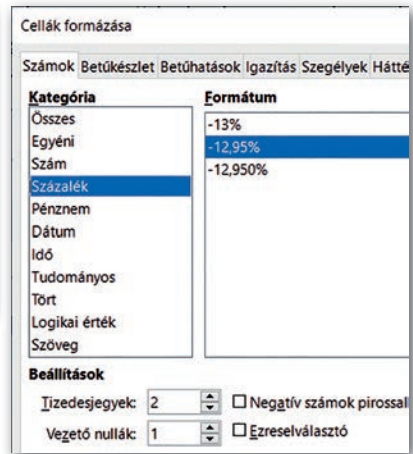 Cellák formázása
Számok Betűkészlet Betűhatások Igazítás Szegélyek
Kategória
Összes
Egyéni
Szám
Százalék
Pénznem
Dátum
Idő
Tudományos
Tört
Logikai érték
Szöveg
Formátum
-13%
-12,95%
-12,950%
Beállítások
Tizedesjegyek: 2
Negatív számok pirossal
Vezető nullák: 1
Ezreselválasztó